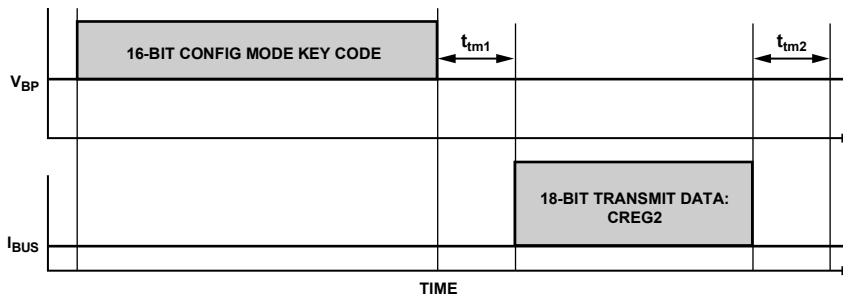 t_tm1
t_tm2
16-BIT CONFIG MODE KEY CODE
V_BP
18-BIT TRANSMIT DATA:
CREG2
I_BUS
TIME